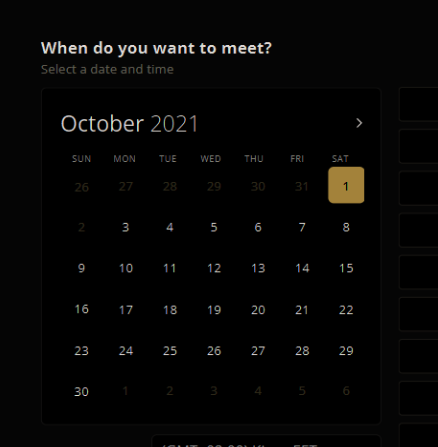 When do you want to meet?
Select a date and time
October 2021
SUN MON TUE WED THU FRI SAT
26 27 28 29 30 31 1
2 3 4 5 6 7 8
9 10 11 12 13 14 15
16 17 18 19 20 21 22
23 24 25 26 27 28 29
30 1 2 3 4 5 6